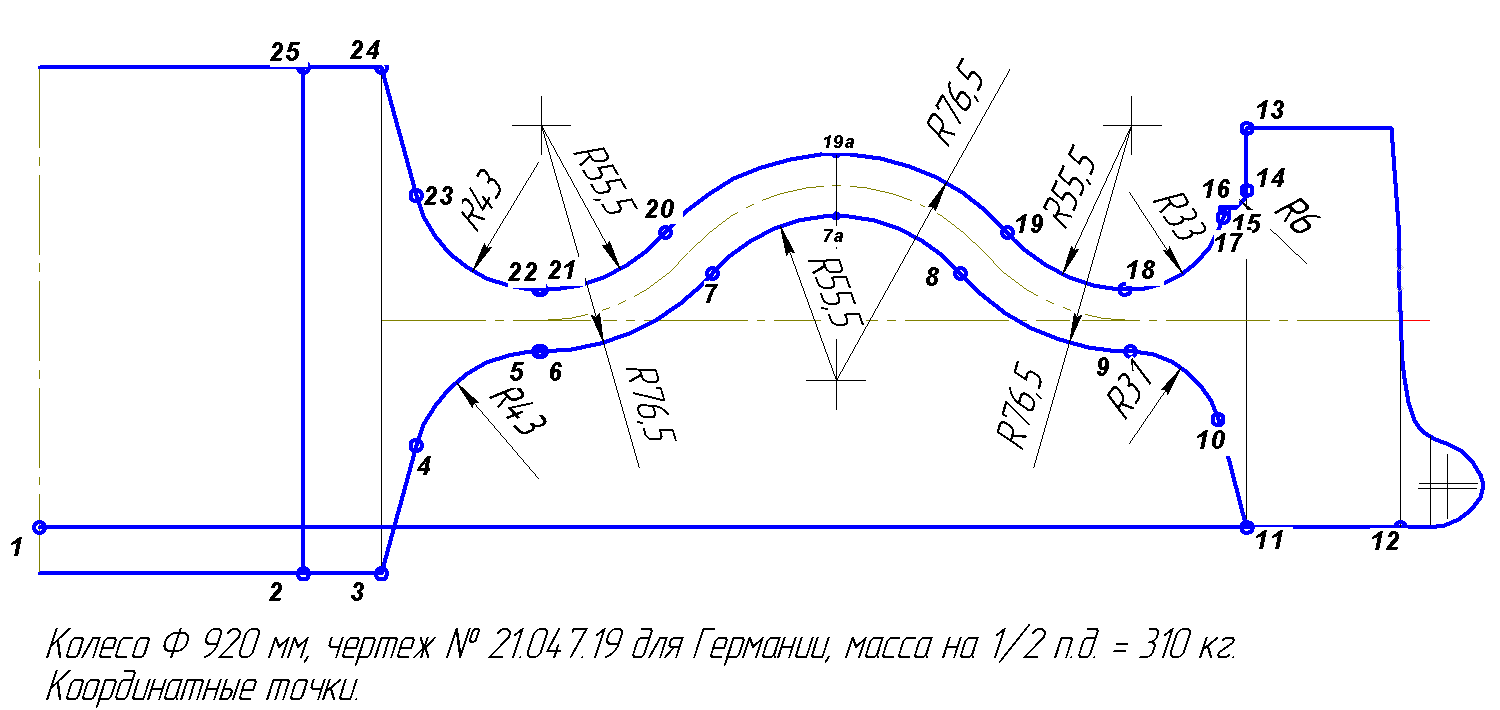 25 24 13
R76,5
19a
R43 R55,5 R55,5 14
23 20 19 R33 16 R6
15
17
7a
22 21 18
7 R55,5 8
5 6 9
R43 R76,5 R76,5 R31
4 10
1 11 12
2 3
Колесо Ф 920 мм, чертеж № 21.047.19 для Германии, масса на 1/2 п.д. = 310 кг.
Координатные точки.